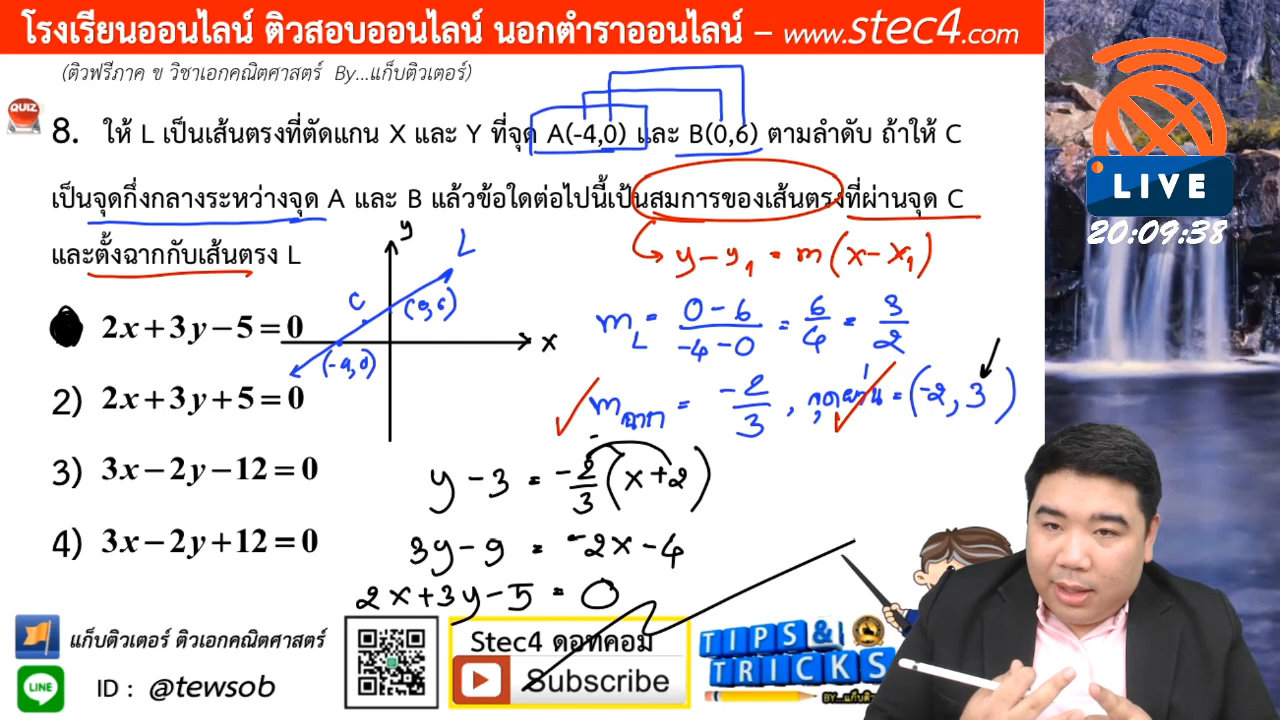 โรงเรียนออนไลน์ ติวสอบออนไลน์ นอกตำราออนไลน์ – www.stec4.com
(ติวฟรีภาค ข วิชาเอกคณิตศาสตร์ By...แก็บติวเตอร์)
QUIZ
8. ให้ L เป็นเส้นตรงที่ตัดแกน X และ Y ที่จุด A(-4,0) และ B(0,6) ตามลำดับ ถ้าให้ C
เป็นจุดกึ่งกลางระหว่างจุด A และ B แล้วข้อใดต่อไปนี้เป็นสมการของเส้นตรงที่ผ่านจุด C
และตั้งฉากกับเส้นตรง L
LIVE
20:09:38
y - y₁ = m(x - x₁)
y
L
C
(0,6)
(-4,0)
x
m_L = (0-6)/(-4-0) = 6/4 = 3/2
m ฉาก = -2/3 , จุดผ่าน = (-2, 3)
2x+3y−5=0
2) 2x+3y+5=0
3) 3x−2y−12=0
4) 3x−2y+12=0
y - 3 = -2/3 (x+2)
3y - 9 = -2x - 4
2x+3y-5 = 0
แก็บติวเตอร์ ติวเอกคณิตศาสตร์
LINE
ID : @tewsob
Stec4 ดอทคอม
Subscribe
TIPS &
TRICKS